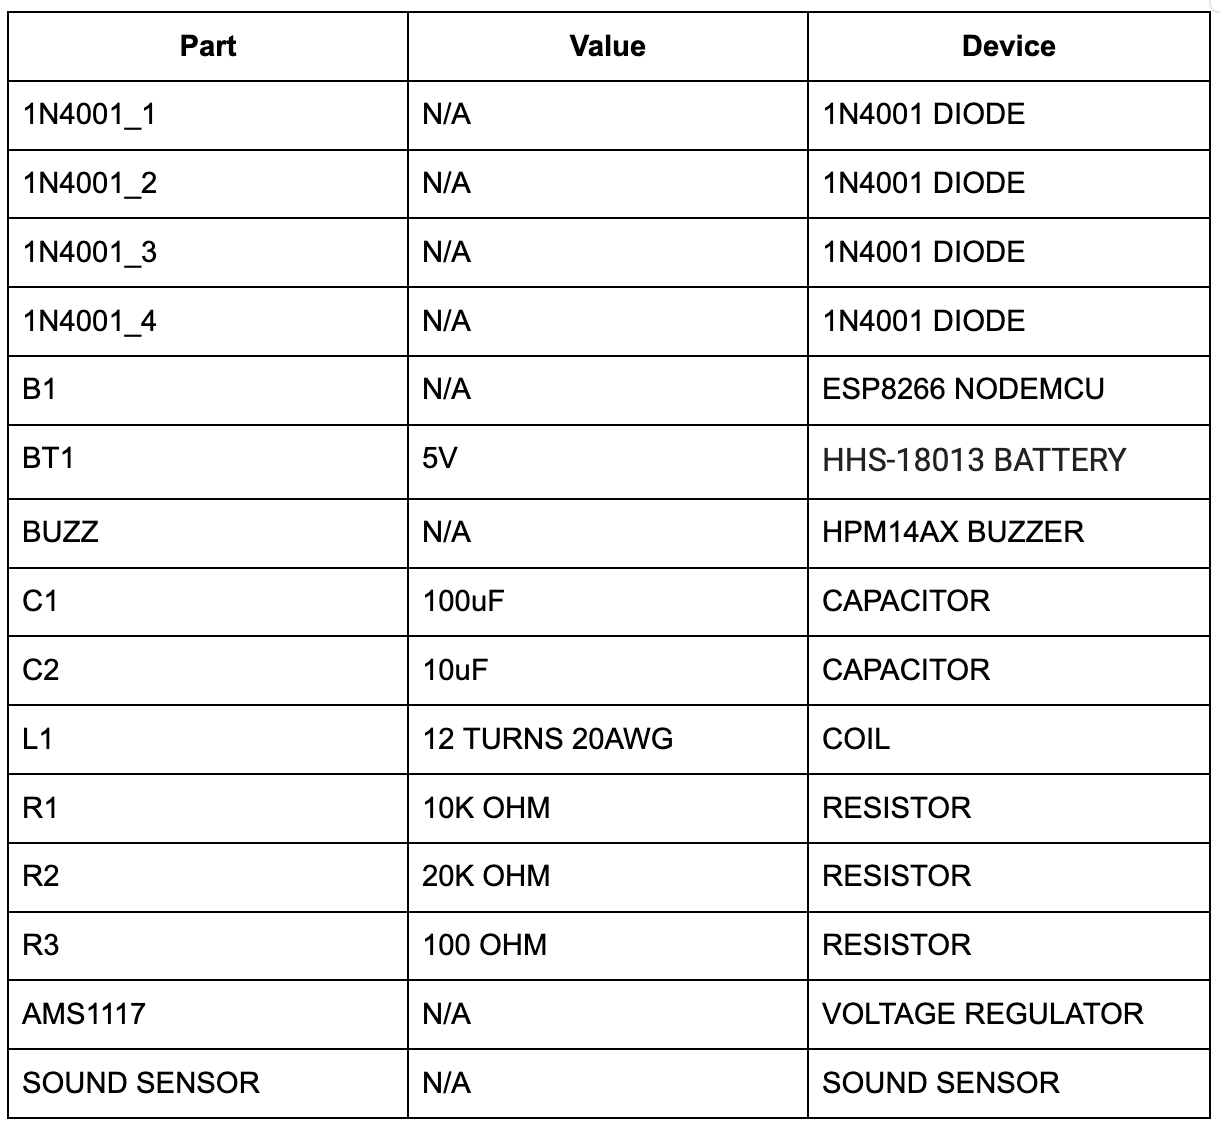 Part Value Device
1N4001_1 N/A 1N4001 DIODE
1N4001_2 N/A 1N4001 DIODE
1N4001_3 N/A 1N4001 DIODE
1N4001_4 N/A 1N4001 DIODE
B1 N/A ESP8266 NODEMCU
BT1 5V HHS-18013 BATTERY
BUZZ N/A HPM14AX BUZZER
C1 100uF CAPACITOR
C2 10uF CAPACITOR
L1 12 TURNS 20AWG COIL
R1 10K OHM RESISTOR
R2 20K OHM RESISTOR
R3 100 OHM RESISTOR
AMS1117 N/A VOLTAGE REGULATOR
SOUND SENSOR N/A SOUND SENSOR